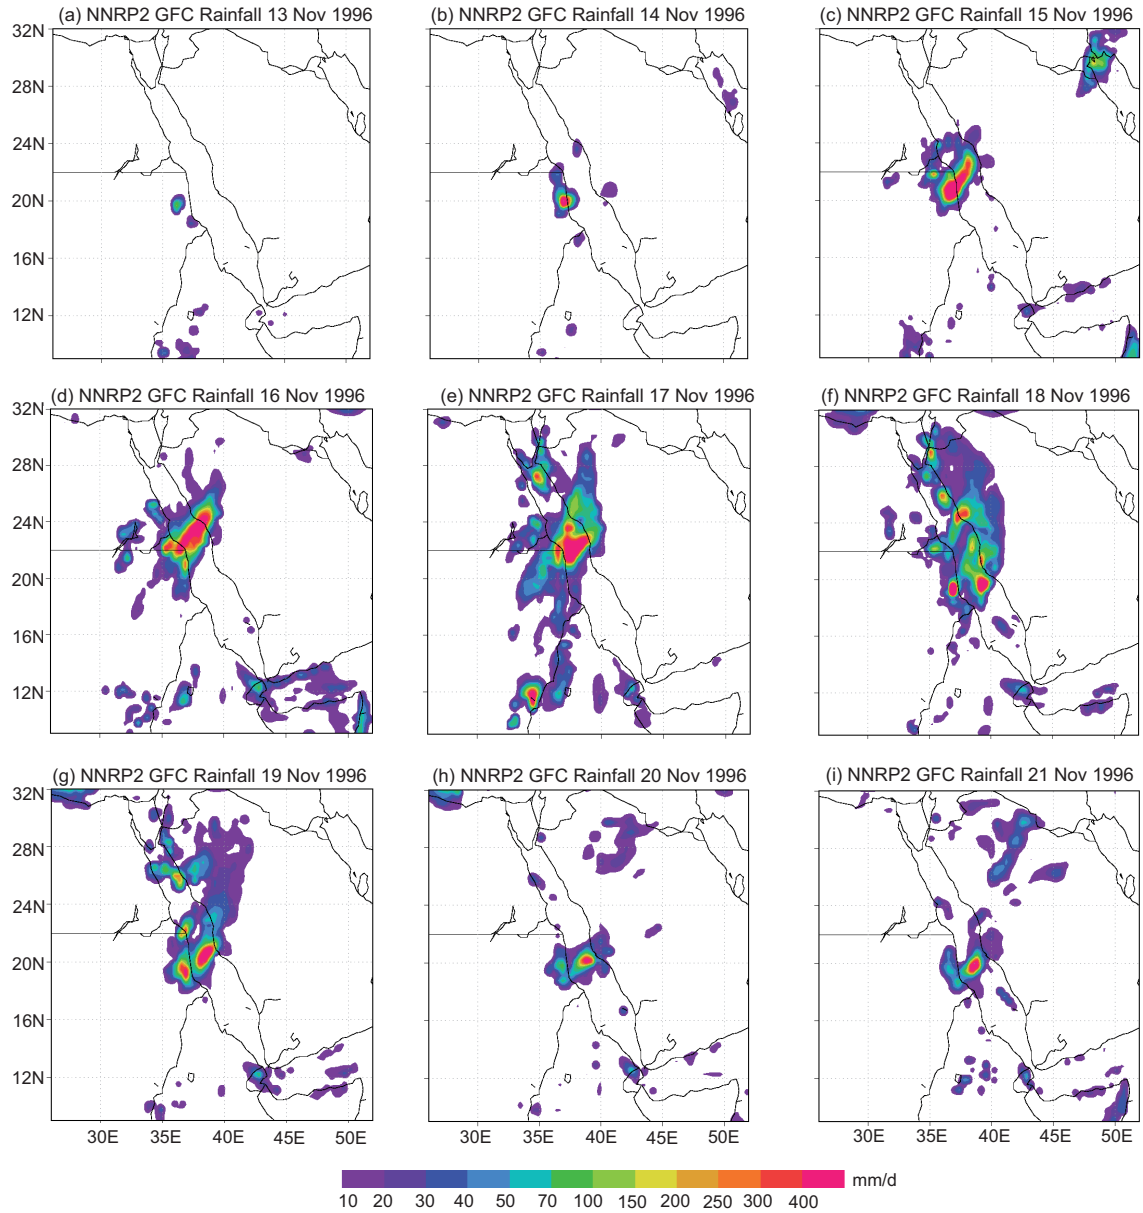 (a) NNRP2 GFC Rainfall 13 Nov 1996
(b) NNRP2 GFC Rainfall 14 Nov 1996
(c) NNRP2 GFC Rainfall 15 Nov 1996
32N
28N
24N
20N
16N
12N
(d) NNRP2 GFC Rainfall 16 Nov 1996
(e) NNRP2 GFC Rainfall 17 Nov 1996
(f) NNRP2 GFC Rainfall 18 Nov 1996
32N
28N
24N
20N
16N
12N
(g) NNRP2 GFC Rainfall 19 Nov 1996
(h) NNRP2 GFC Rainfall 20 Nov 1996
(i) NNRP2 GFC Rainfall 21 Nov 1996
32N
28N
24N
20N
16N
12N
30E 35E 40E 45E 50E
30E 35E 40E 45E 50E
30E 35E 40E 45E 50E
mm/d
10 20 30 40 50 70 100 150 200 250 300 400